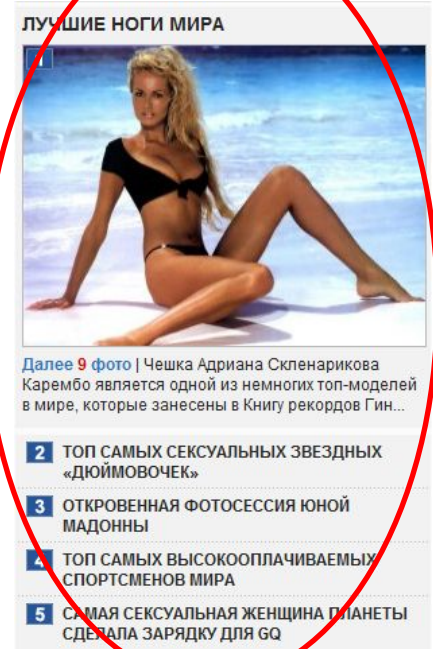 ЛУЧШИЕ НОГИ МИРА
1
Далее 9 фото | Чешка Адриана Скленарикова
Карембо является одной из немногих топ-моделей
в мире, которые занесены в Книгу рекордов Гин...
2 ТОП САМЫХ СЕКСУАЛЬНЫХ ЗВЕЗДНЫХ
«ДЮЙМОВОЧЕК»
3 ОТКРОВЕННАЯ ФОТОСЕССИЯ ЮНОЙ
МАДОННЫ
4 ТОП САМЫХ ВЫСОКООПЛАЧИВАЕМЫХ
СПОРТСМЕНОВ МИРА
5 САМАЯ СЕКСУАЛЬНАЯ ЖЕНЩИНА ПЛАНЕТЫ
СДЕЛАЛА ЗАРЯДКУ ДЛЯ GQ